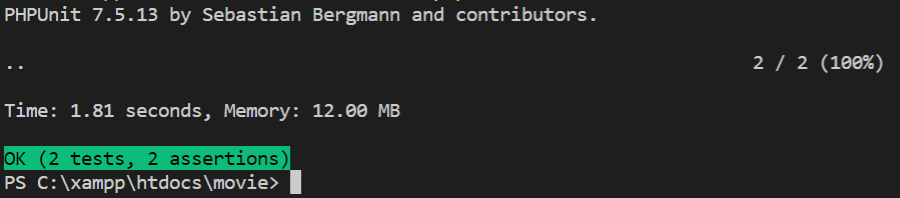 PHPUnit 7.5.13 by Sebastian Bergmann and contributors.
.. 2 / 2 (100%)
Time: 1.81 seconds, Memory: 12.00 MB
OK (2 tests, 2 assertions)
PS C:\xampp\htdocs\movie>